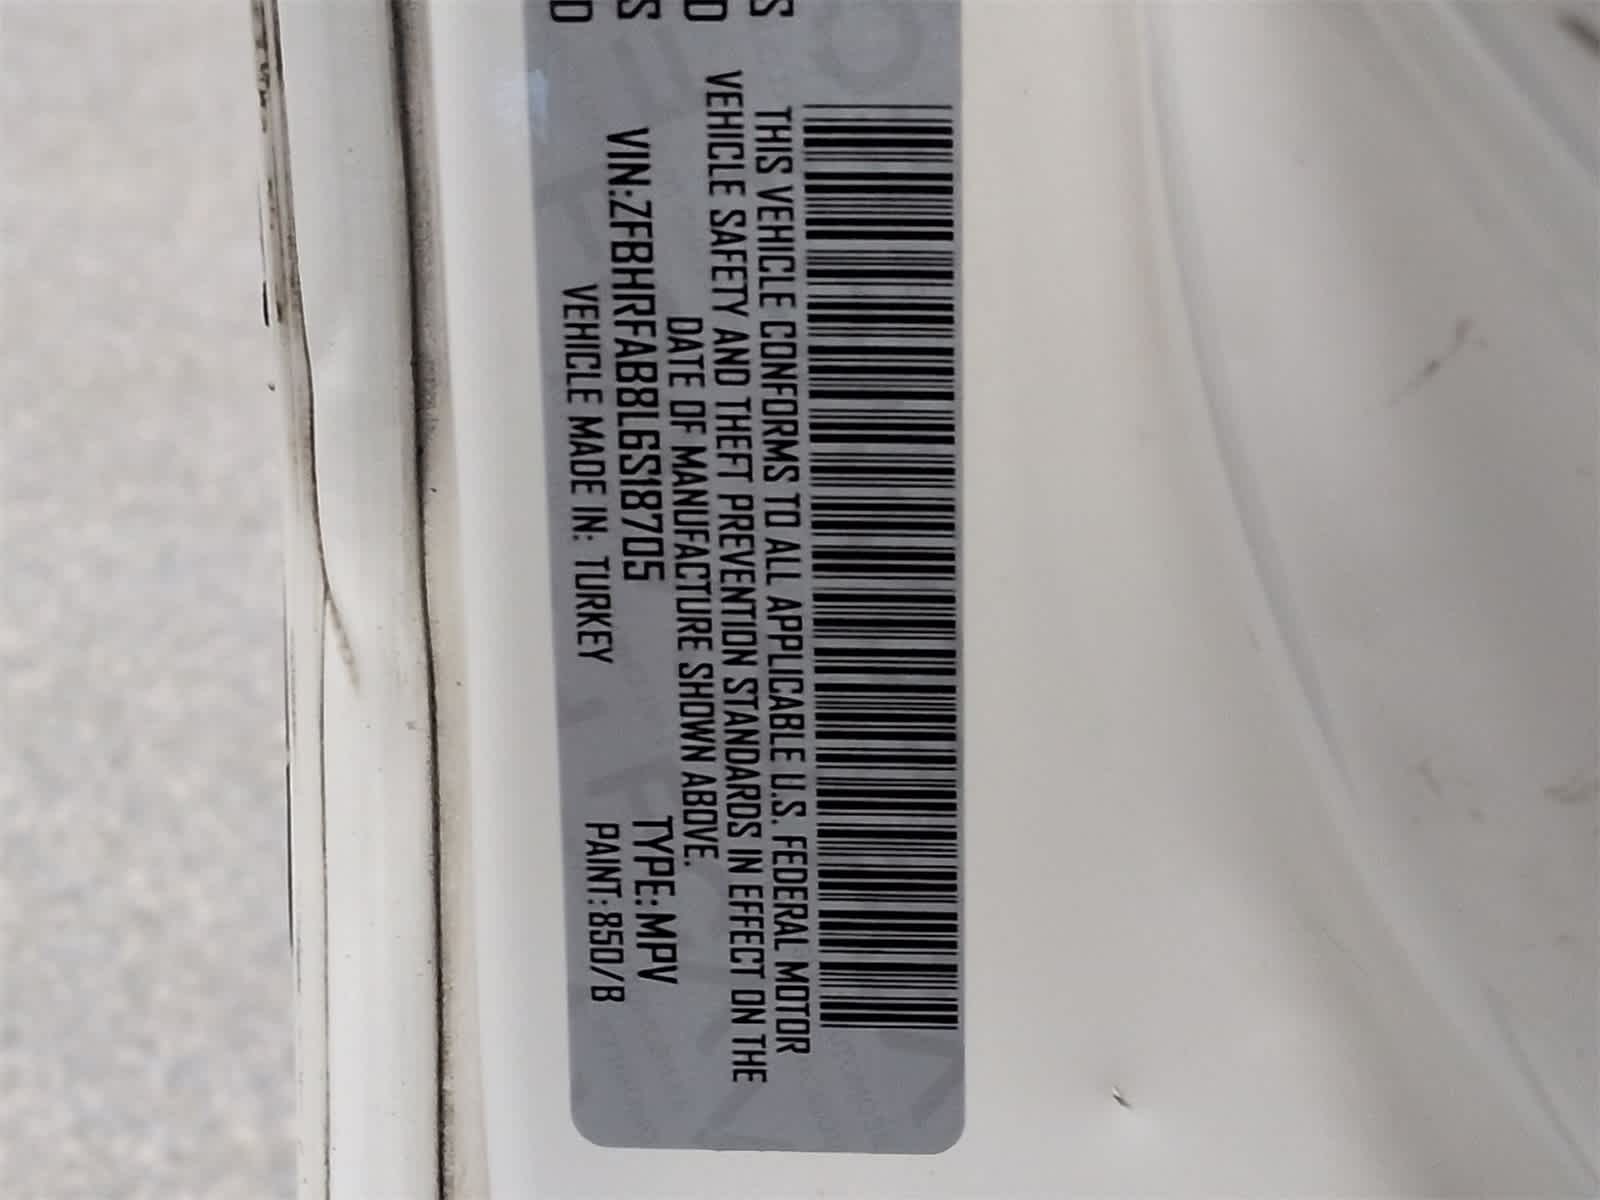 THIS VEHICLE CONFORMS TO ALL APPLICABLE U.S. FEDERAL MOTOR
VEHICLE SAFETY AND THEFT PREVENTION STANDARDS IN EFFECT ON THE
DATE OF MANUFACTURE SHOWN ABOVE.
VIN:ZFBHRFAB8L6S18705 TYPE:MPV
VEHICLE MADE IN: TURKEY PAINT:850/B